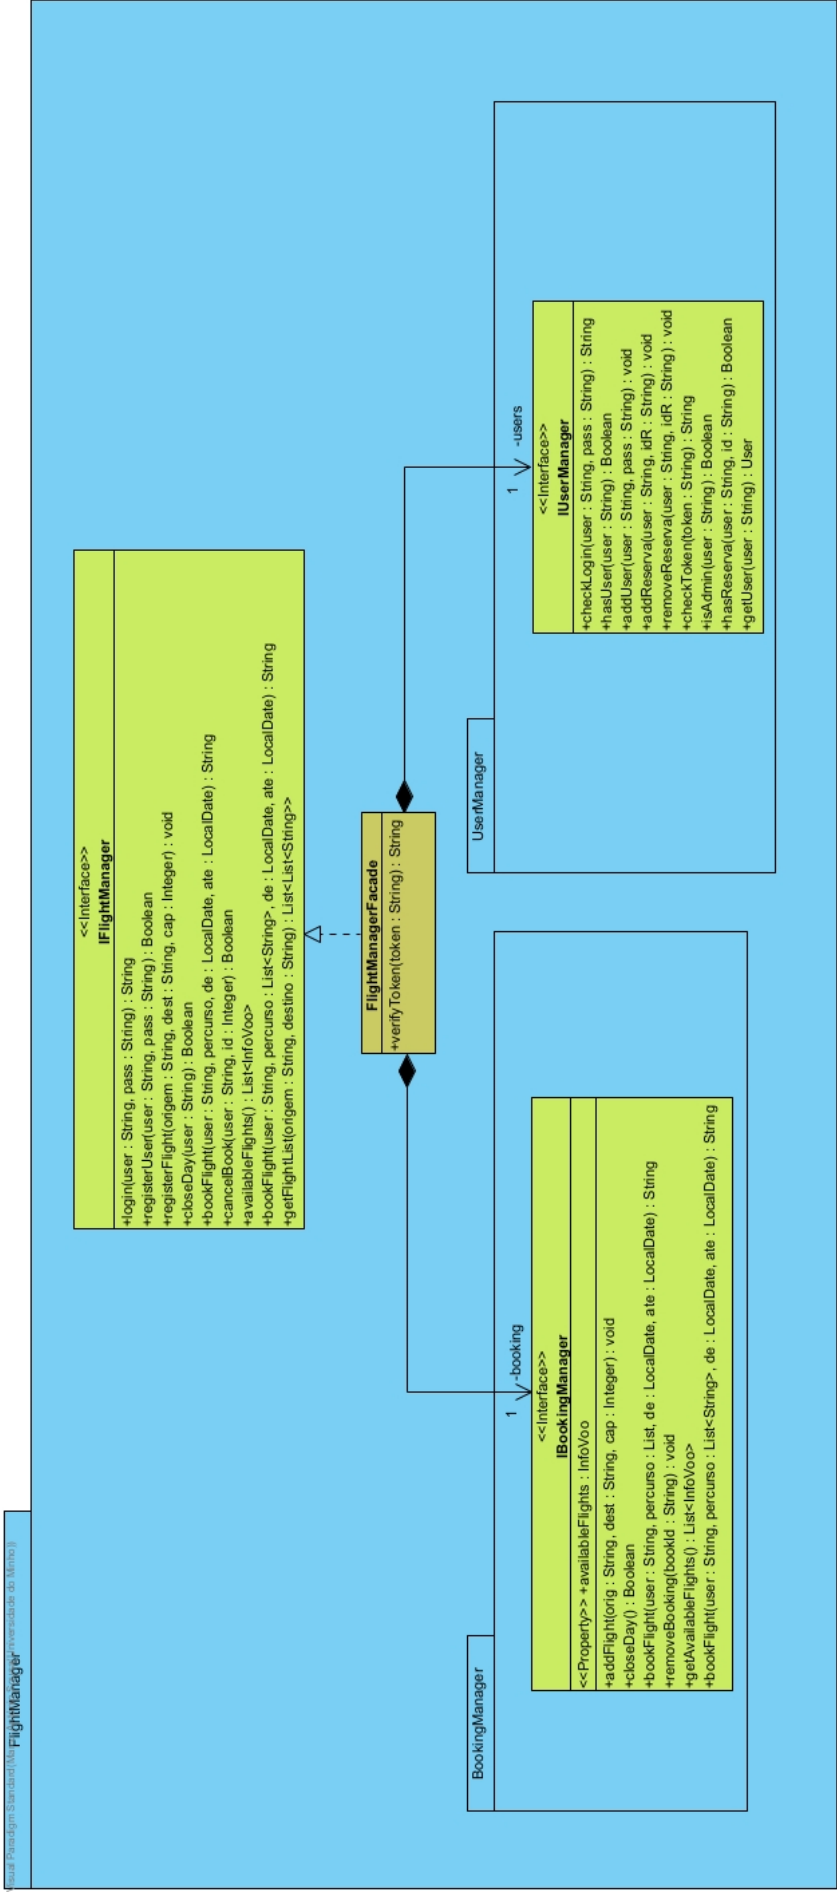 Visual Paradigm Standard(Ma Universidade do Minho))
FlightManager
<<Interface>>
IFlightManager
+login(user : String, pass : String) : String
+registerUser(user : String, pass : String) : Boolean
+registerFlight(origem : String, dest : String, cap : Integer) : void
+closeDay(user : String) : Boolean
+bookFlight(user : String, percurso, de : LocalDate, ate : LocalDate) : String
+cancelBook(user : String, id : Integer) : Boolean
+availableFlights() : List<InfoVoo>
+bookFlight(user : String, percurso : List<String>, de : LocalDate, ate : LocalDate) : String
+getFlightList(origem : String, destino : String) : List<List<String>>
FlightManagerFacade
+verifyToken(token : String) : String
1
-booking
1
-users
BookingManager
<<Interface>>
IBookingManager
<<Property>> +availableFlights : InfoVoo
+addFlight(orig : String, dest : String, cap : Integer) : void
+closeDay() : Boolean
+bookFlight(user : String, percurso : List, de : LocalDate, ate : LocalDate) : String
+removeBooking(bookId : String) : void
+getAvailableFlights() : List<InfoVoo>
+bookFlight(user : String, percurso : List<String>, de : LocalDate, ate : LocalDate) : String
UserManager
<<Interface>>
IUserManager
+checkLogin(user : String, pass : String) : String
+hasUser(user : String) : Boolean
+addUser(user : String, pass : String) : void
+addReserva(user : String, idR : String) : void
+removeReserva(user : String, idR : String) : void
+checkToken(token : String) : String
+isAdmin(user : String) : Boolean
+hasReserva(user : String, id : String) : Boolean
+getUser(user : String) : User